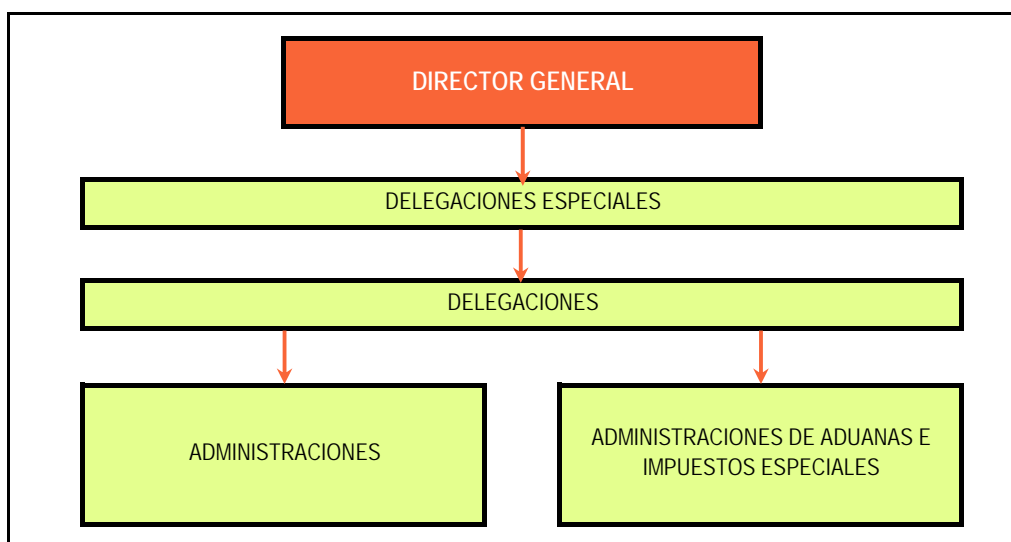 DIRECTOR GENERAL
DELEGACIONES ESPECIALES
DELEGACIONES
ADMINISTRACIONES
ADMINISTRACIONES DE ADUANAS E
IMPUESTOS ESPECIALES